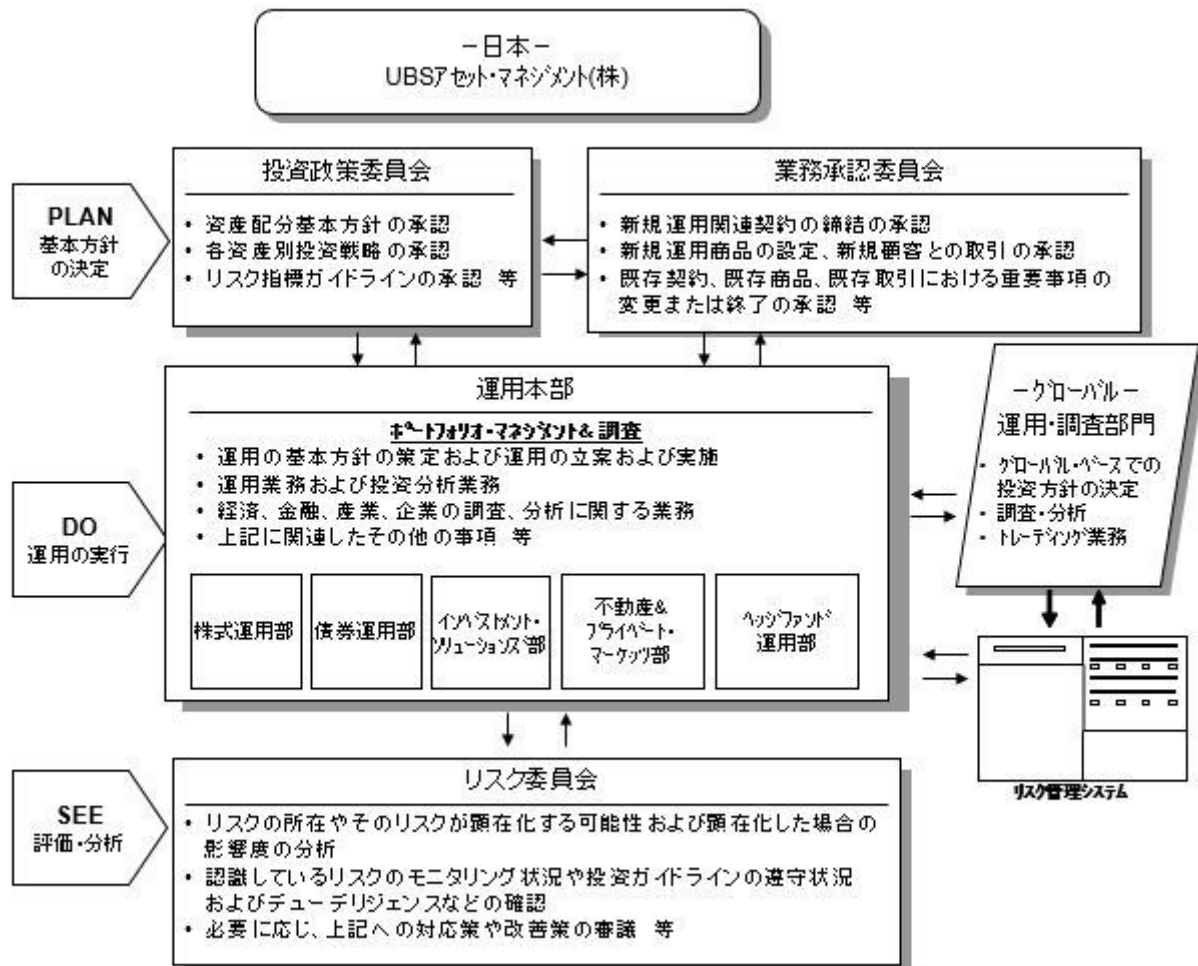 －日本－
UBSアセット・マネジメント(株)
PLAN
基本方針
の決定
投資政策委員会
・ 資産配分基本方針の承認
・ 各資産別投資戦略の承認
・ リスク指標ガイドラインの承認 等
業務承認委員会
・ 新規運用関連契約の締結の承認
・ 新規運用商品の設定、新規顧客との取引の承認
・ 既存契約、既存商品、既存取引における重要事項の
変更または終了の承認 等
DO
運用の実行
運用本部
ポートフォリオ・マネジメント&調査
・ 運用の基本方針の策定および運用の立案および実施
・ 運用業務および投資分析業務
・ 経済、金融、産業、企業の調査、分析に関する業務
・ 上記に関連したその他の事項 等
株式運用部
債券運用部
インベストメント・
ソリューションズ部
不動産&
プライベート・
マーケッツ部
ヘッジファンド
運用部
－グローバル－
運用・調査部門
・ グローバル・ベースでの
投資方針の決定
・ 調査・分析
・ トレーディング業務
リスク管理システム
SEE
評価・分析
リスク委員会
・ リスクの所在やそのリスクが顕在化する可能性および顕在化した場合の
影響度の分析
・ 認識しているリスクのモニタリング状況や投資ガイドラインの遵守状況
およびデューデリジェンスなどの確認
・ 必要に応じ、上記への対応策や改善策の審議 等